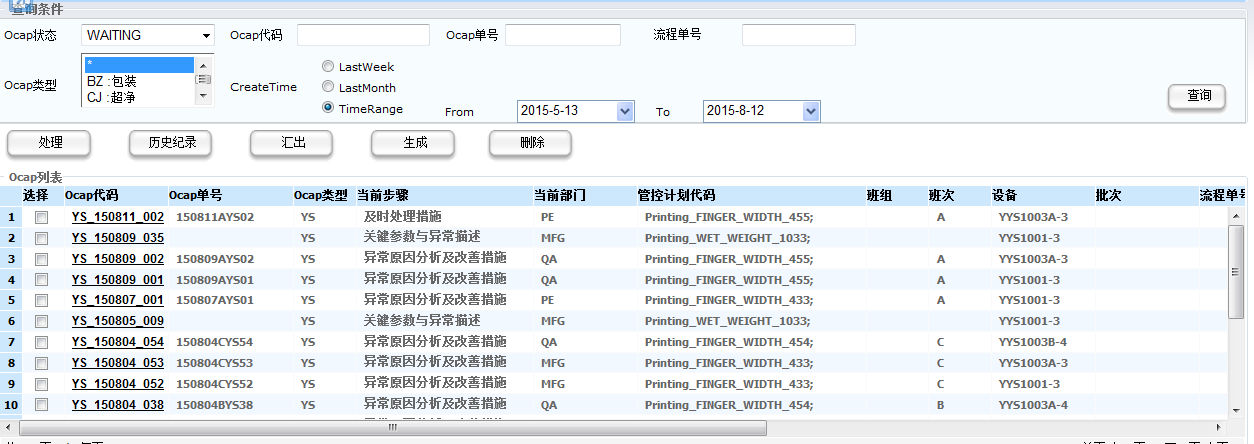 查询条件
Ocap状态 WAITING Ocap代码 Ocap单号 流程单号
Ocap类型 * BZ :包装 CJ :超净 CreateTime
LastWeek
LastMonth
TimeRange From 2015-5-13 To 2015-8-12 查询
处理 历史纪录 汇出 生成 删除
Ocap列表
选择 Ocap代码 Ocap单号 Ocap类型 当前步骤 当前部门 管控计划代码 班组 班次 设备 批次 流程单号
1 YS_150811_002 150811AYS02 YS 及时处理措施 PE Printing_FINGER_WIDTH_455; A YYS1003A-3
2 YS_150809_035 YS 关键参数与异常描述 MFG Printing_WET_WEIGHT_1033; YYS1001-3
3 YS_150809_002 150809AYS02 YS 异常原因分析及改善措施 QA Printing_FINGER_WIDTH_455; A YYS1003A-3
4 YS_150809_001 150809AYS01 YS 异常原因分析及改善措施 QA Printing_FINGER_WIDTH_455; A YYS1001-3
5 YS_150807_001 150807AYS01 YS 异常原因分析及改善措施 PE Printing_FINGER_WIDTH_433; A YYS1001-3
6 YS_150805_009 YS 关键参数与异常描述 MFG Printing_WET_WEIGHT_1033; YYS1001-3
7 YS_150804_054 150804CYS54 YS 异常原因分析及改善措施 QA Printing_FINGER_WIDTH_454; C YYS1003B-4
8 YS_150804_053 150804CYS53 YS 异常原因分析及改善措施 MFG Printing_FINGER_WIDTH_433; C YYS1003A-3
9 YS_150804_052 150804CYS52 YS 异常原因分析及改善措施 MFG Printing_FINGER_WIDTH_433; C YYS1001-3
10 YS_150804_038 150804BYS38 YS 异常原因分析及改善措施 QA Printing_FINGER_WIDTH_454; B YYS1003A-4